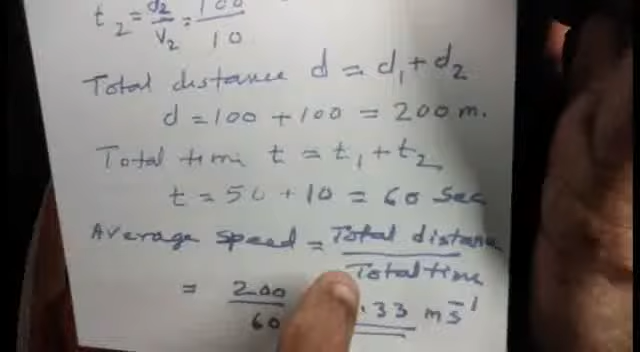 t₂ = d₂/V₂ = 100/10
Total distance d = d₁ + d₂
d = 100 + 100 = 200 m.
Total time t = t₁ + t₂
t = 50 + 10 = 60 Sec
Average Speed = Total distan / Total time
= 200/60 .33 ms⁻¹